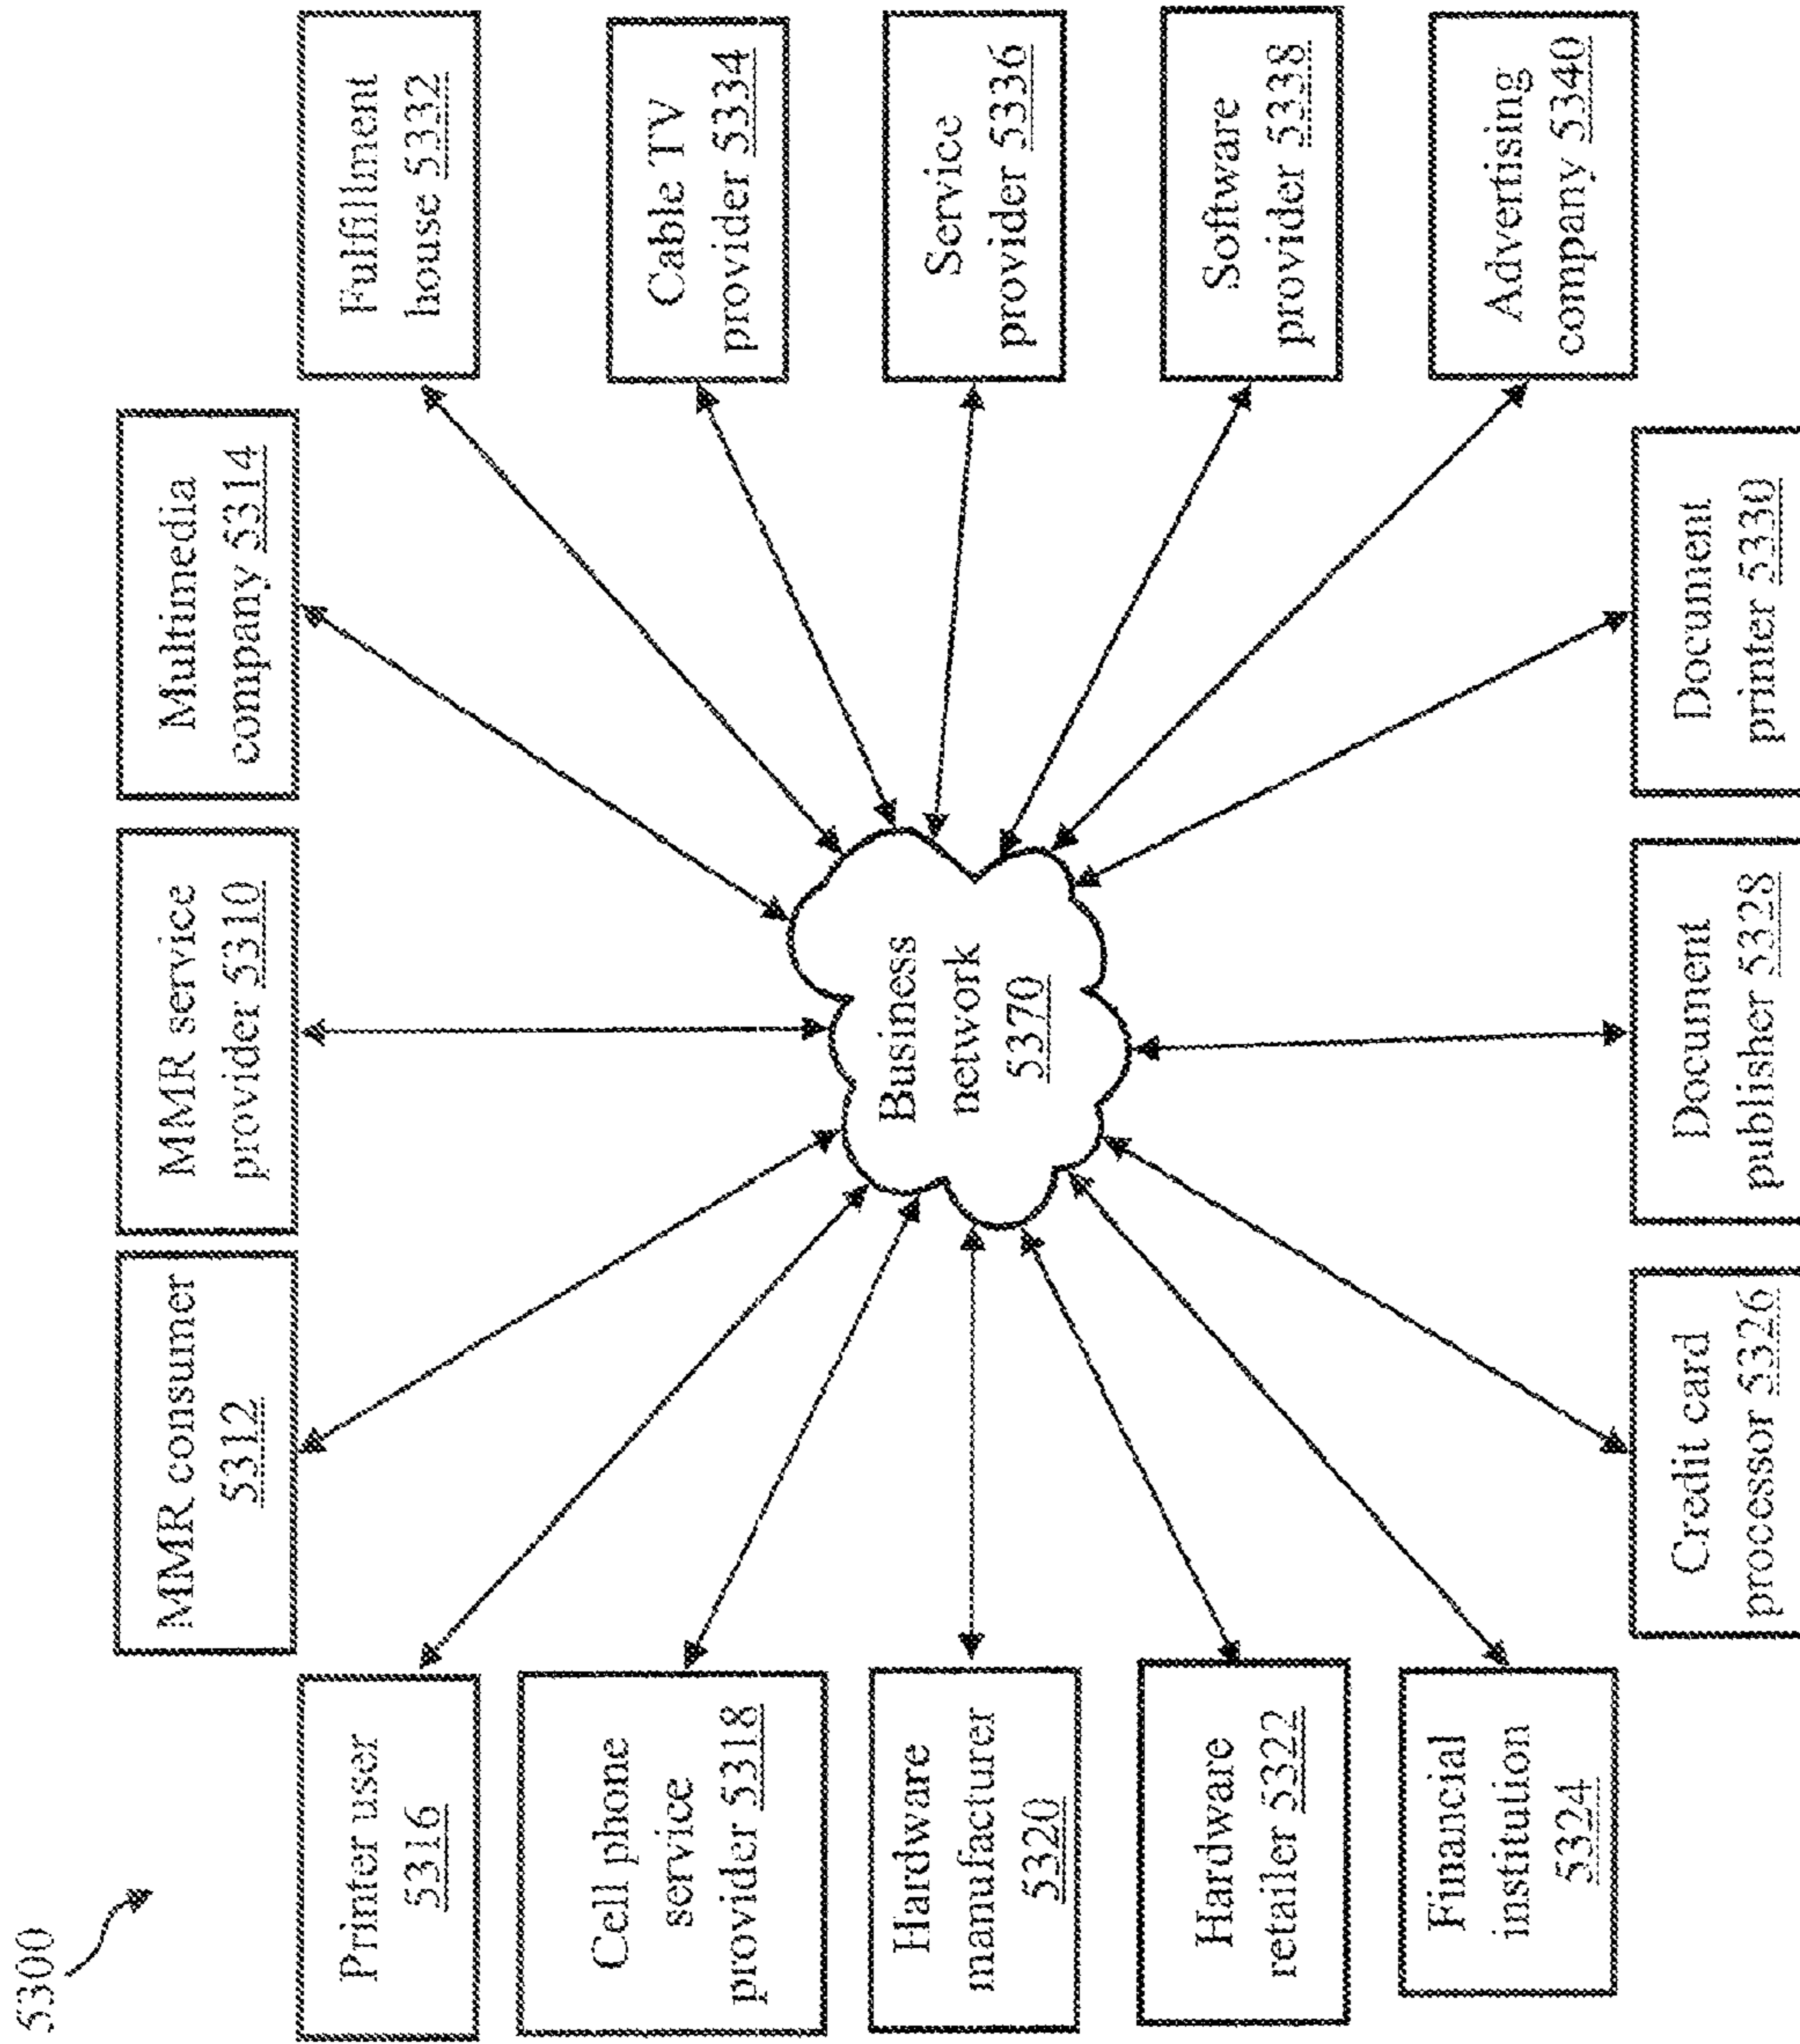 5300
MMR consumer
5312
MMR service
provider 5310
Multimedia
company 5314
Printer user
5316
Fulfillment
house 5332
Cell phone
service
provider 5318
Cable TV
provider 5334
Hardware
manufacturer
5320
Business
network
5370
Service
provider 5336
Hardware
retailer 5322
Software
provider 5338
Financial
institution
5324
Advertising
company 5340
Credit card
processor 5326
Document
publisher 5328
Document
printer 5330